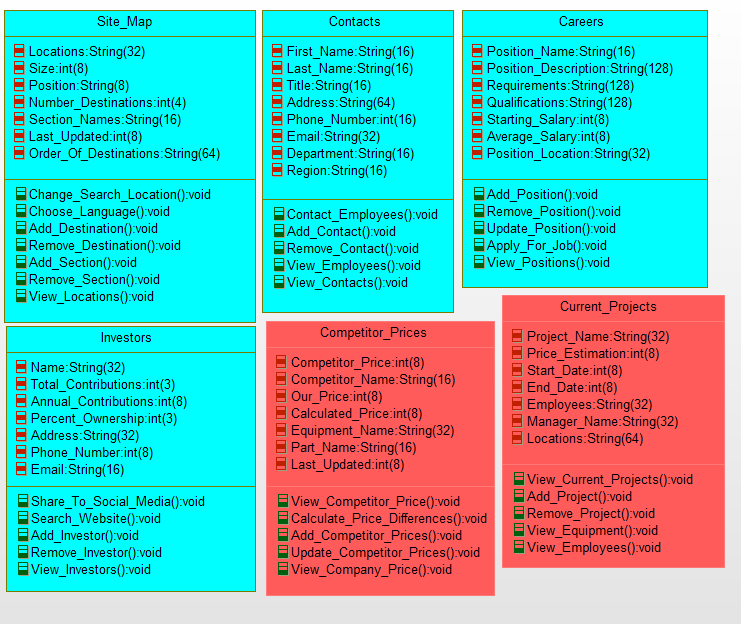 Site_Map
Locations:String(32)
Size:int(8)
Position:String(8)
Number_Destinations:int(4)
Section_Names:String(16)
Last_Updated:int(8)
Order_Of_Destinations:String(64)
Change_Search_Location():void
Choose_Language():void
Add_Destination():void
Remove_Destination():void
Add_Section():void
Remove_Section():void
View_Locations():void
Contacts
First_Name:String(16)
Last_Name:String(16)
Title:String(16)
Address:String(64)
Phone_Number:int(16)
Email:String(32)
Department:String(16)
Region:String(16)
Contact_Employees():void
Add_Contact():void
Remove_Contact():void
View_Employees():void
View_Contacts():void
Careers
Position_Name:String(16)
Position_Description:String(128)
Requirements:String(128)
Qualifications:String(128)
Starting_Salary:int(8)
Average_Salary:int(8)
Position_Location:String(32)
Add_Position():void
Remove_Position():void
Update_Position():void
Apply_For_Job():void
View_Positions():void
Investors
Name:String(32)
Total_Contributions:int(3)
Annual_Contributions:int(8)
Percent_Ownership:int(3)
Address:String(32)
Phone_Number:int(8)
Email:String(16)
Share_To_Social_Media():void
Search_Website():void
Add_Investor():void
Remove_Investor():void
View_Investors():void
Competitor_Prices
Competitor_Price:int(8)
Competitor_Name:String(16)
Our_Price:int(8)
Calculated_Price:int(8)
Equipment_Name:String(32)
Part_Name:String(16)
Last_Updated:int(8)
View_Competitor_Price():void
Calculate_Price_Differences():void
Add_Competitor_Prices():void
Update_Competitor_Prices():void
View_Company_Price():void
Current_Projects
Project_Name:String(32)
Price_Estimation:int(8)
Start_Date:int(8)
End_Date:int(8)
Employees:String(32)
Manager_Name:String(32)
Locations:String(64)
View_Current_Projects():void
Add_Project():void
Remove_Project():void
View_Equipment():void
View_Employees():void